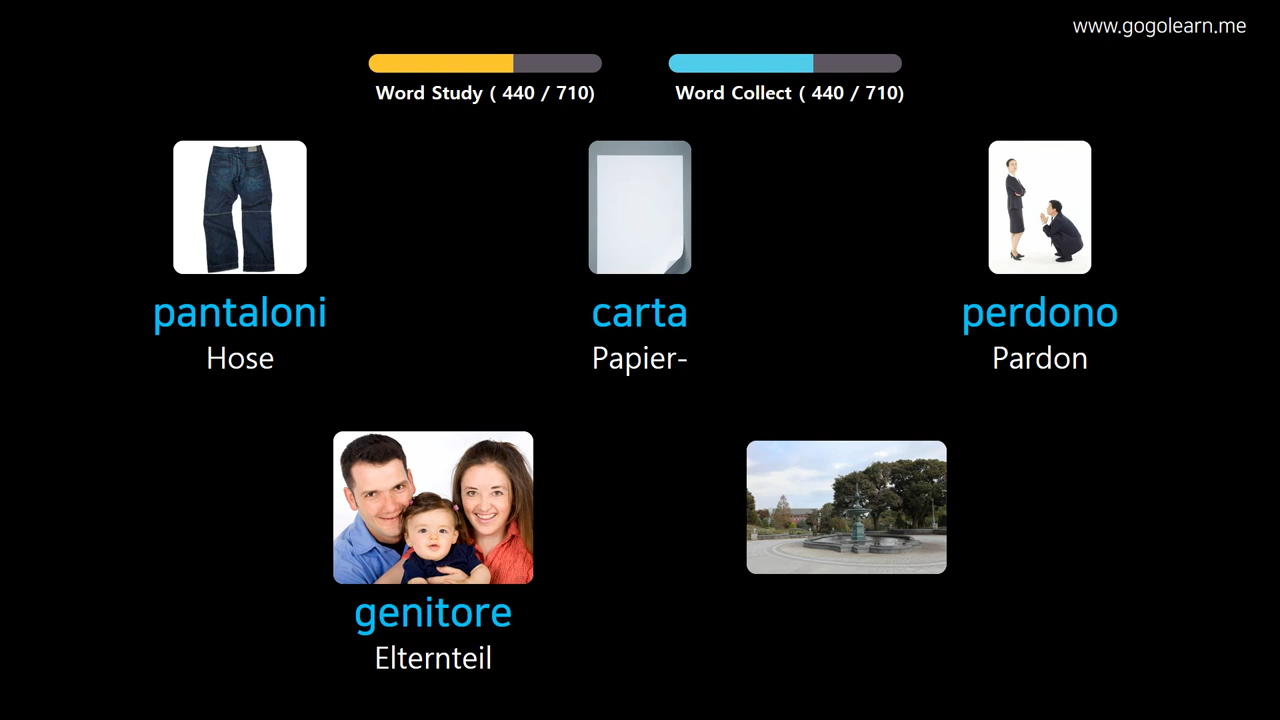 www.gogolearn.me
Word Study ( 440 / 710)
Word Collect ( 440 / 710)
pantaloni
Hose
carta
Papier-
perdono
Pardon
genitore
Elternteil